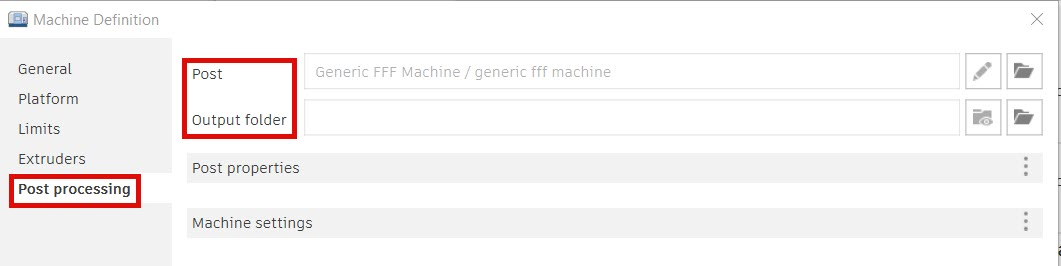 Machine Definition
General
Platform
Limits
Extruders
Post processing
Post
Generic FFF Machine / generic fff machine
Output folder
Post properties
Machine settings